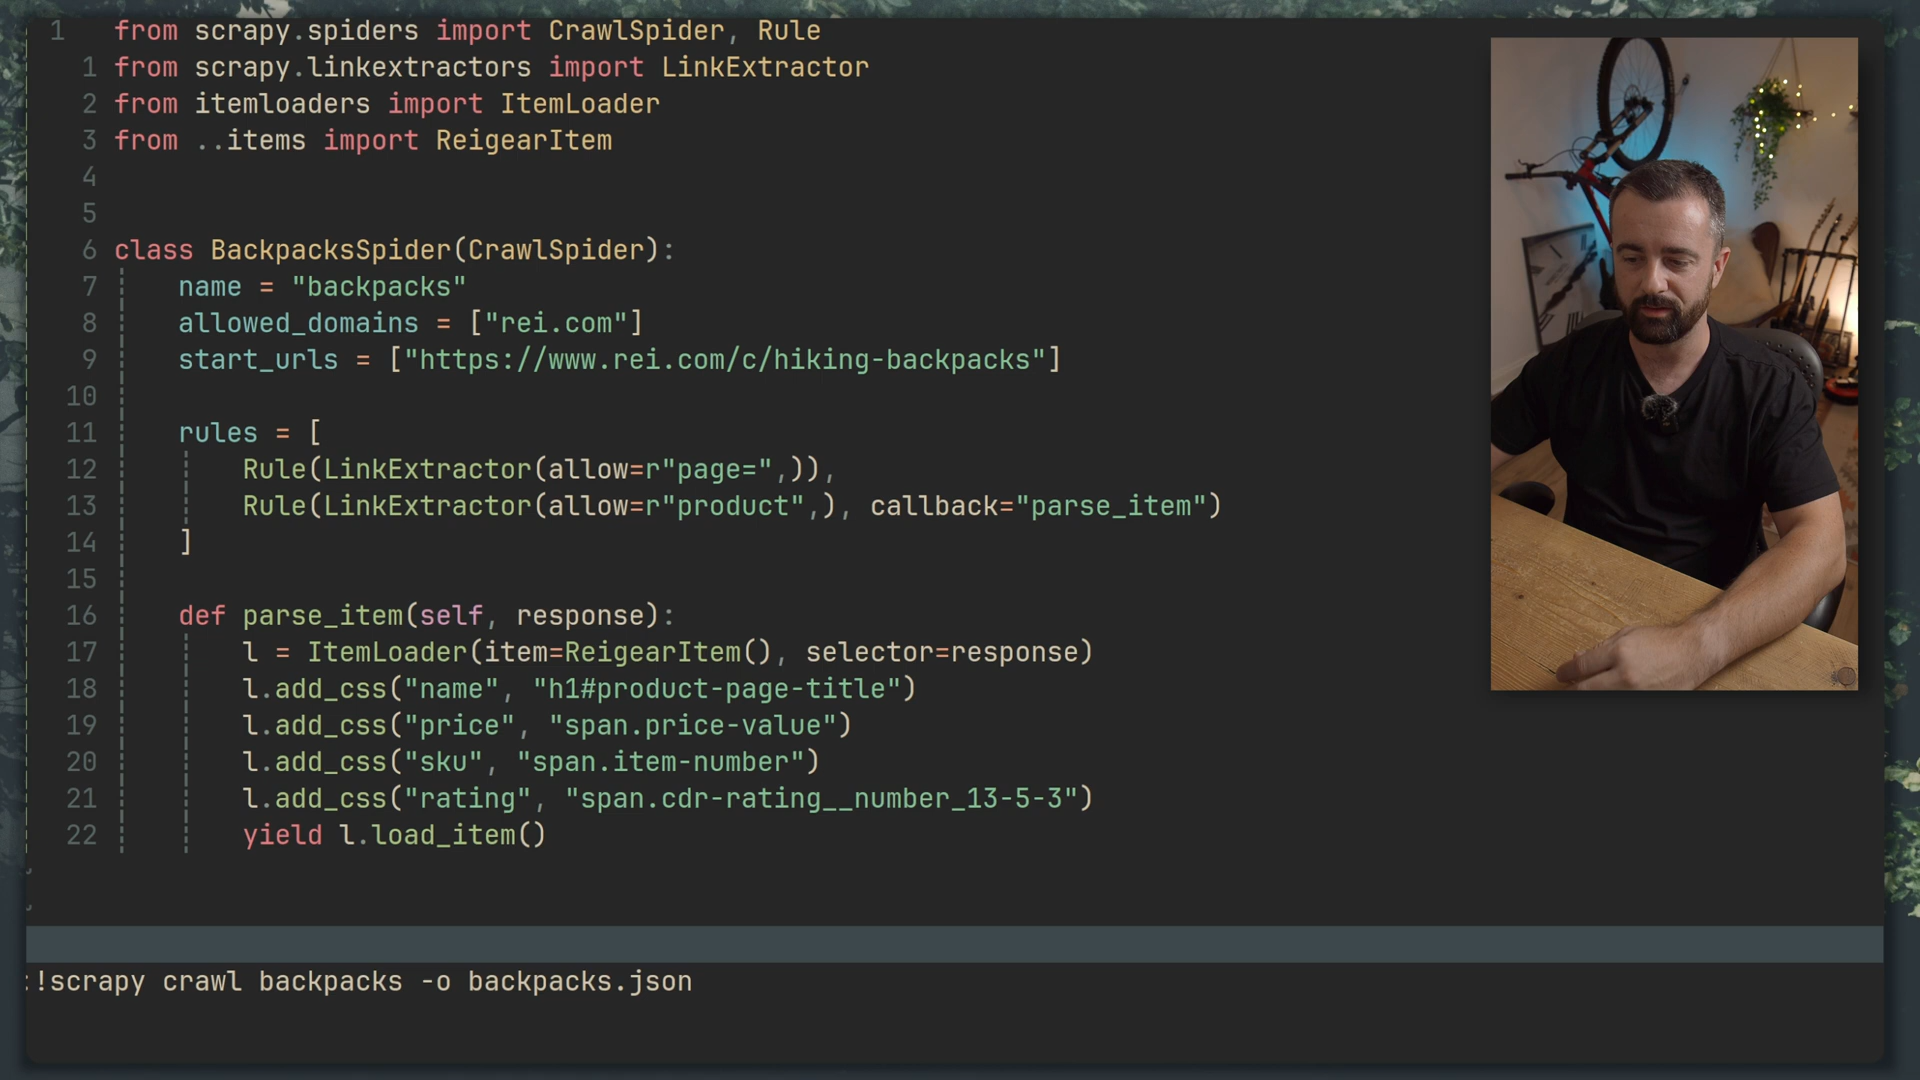 1 from scrapy.spiders import CrawlSpider, Rule
1 from scrapy.linkextractors import LinkExtractor
2 from itemloaders import ItemLoader
3 from ..items import ReigearItem
4
5
6 class BackpacksSpider(CrawlSpider):
7 name = "backpacks"
8 allowed_domains = ["rei.com"]
9 start_urls = ["https://www.rei.com/c/hiking-backpacks"]
10
11 rules = [
12 Rule(LinkExtractor(allow=r"page=",)),
13 Rule(LinkExtractor(allow=r"product",), callback="parse_item")
14 ]
15
16 def parse_item(self, response):
17 l = ItemLoader(item=ReigearItem(), selector=response)
18 l.add_css("name", "h1#product-page-title")
19 l.add_css("price", "span.price-value")
20 l.add_css("sku", "span.item-number")
21 l.add_css("rating", "span.cdr-rating__number_13-5-3")
22 yield l.load_item()
:!scrapy crawl backpacks -o backpacks.json